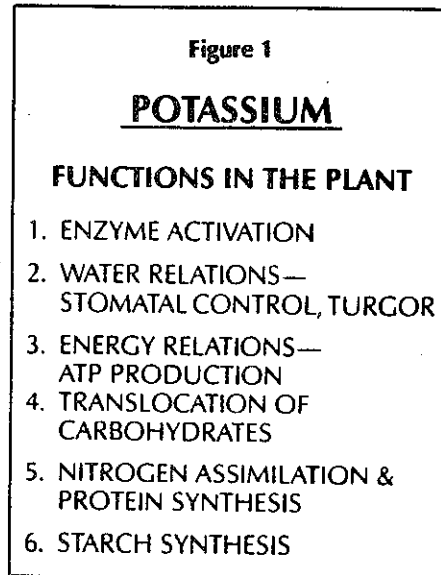 Figure 1
POTASSIUM
FUNCTIONS IN THE PLANT
1. ENZYME ACTIVATION
2. WATER RELATIONS—
STOMATAL CONTROL, TURGOR
3. ENERGY RELATIONS—
ATP PRODUCTION
4. TRANSLOCATION OF
CARBOHYDRATES
5. NITROGEN ASSIMILATION &
PROTEIN SYNTHESIS
6. STARCH SYNTHESIS